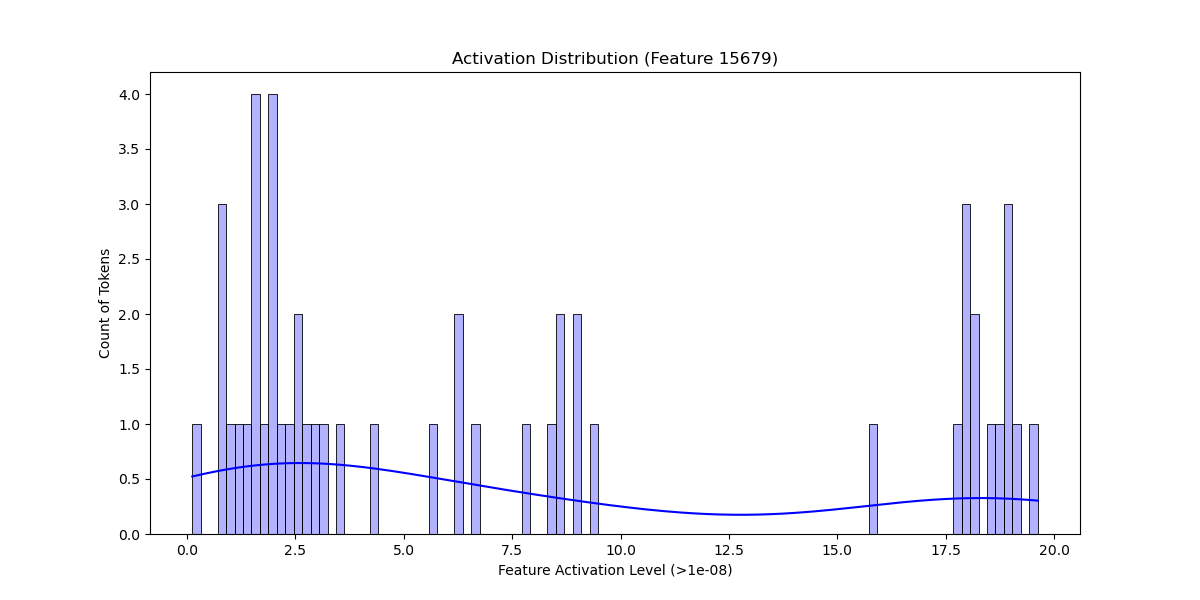 Activation Distribution (Feature 15679)
Count of Tokens
4.0
3.5
3.0
2.5
2.0
1.5
1.0
0.5
0.0
0.0 2.5 5.0 7.5 10.0 12.5 15.0 17.5 20.0
Feature Activation Level (>1e-08)